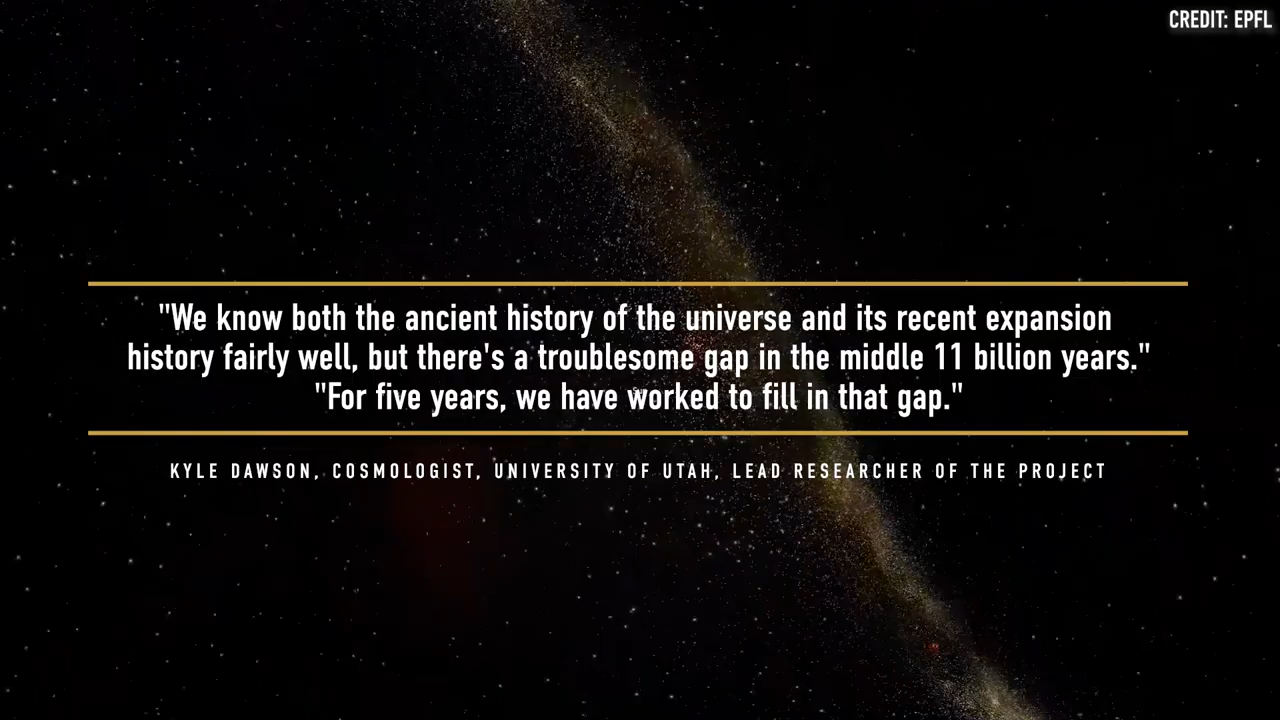 CREDIT: EPFL
"We know both the ancient history of the universe and its recent expansion
history fairly well, but there's a troublesome gap in the middle 11 billion years."
"For five years, we have worked to fill in that gap."
KYLE DAWSON, COSMOLOGIST, UNIVERSITY OF UTAH, LEAD RESEARCHER OF THE PROJECT